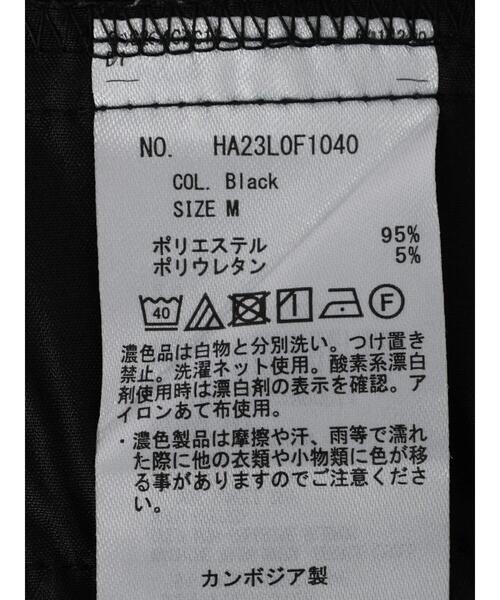 NO. HA23L0F1040
COL. Black
SIZE M
ポリエステル 95%
ポリウレタン 5%
40 F
濃色品は白物と分別洗い。つけ置き
禁止。洗濯ネット使用。酸素系漂白
剤使用時は漂白剤の表示を確認。ア
イロンあて布使用。
・濃色製品は摩擦や汗、雨等で濡れ
た際に他の衣類や小物類に色が移
る事がありますのでご注意くださ
い。
カンボジア製